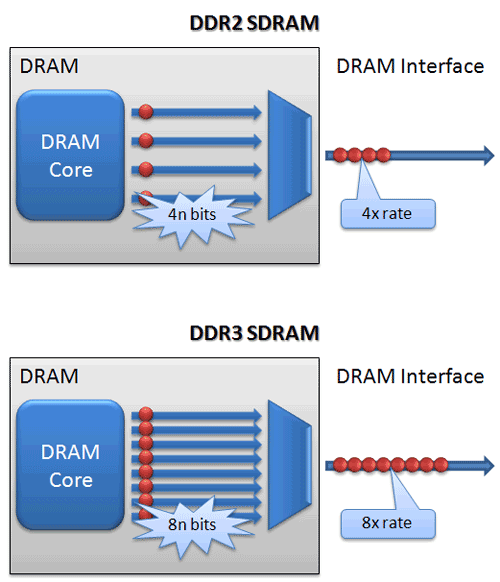 DDR2 SDRAM
DRAM
DRAM Interface
DRAM
Core
4n bits
4x rate
DDR3 SDRAM
DRAM
DRAM Interface
DRAM
Core
8n bits
8x rate